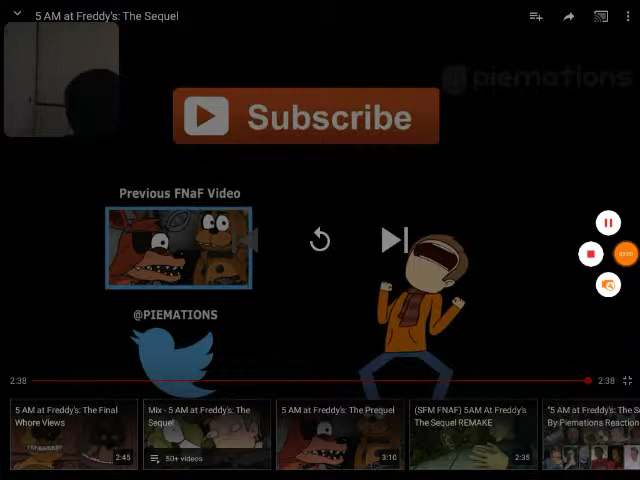 5 AM at Freddy's: The Sequel
piemations
Subscribe
Previous FNaF Video
@PIEMATIONS
03:00
2:38
2:38
5 AM at Freddy's: The Final
Whore Views
2:45
Mix - 5 AM at Freddy's: The
Sequel
50+ videos
5 AM at Freddy's: The Prequel
3:10
(SFM FNAF) 5AM At Freddy's
The Sequel REMAKE
2:35
"5 AM at Freddy's: The S
By Piemations Reaction